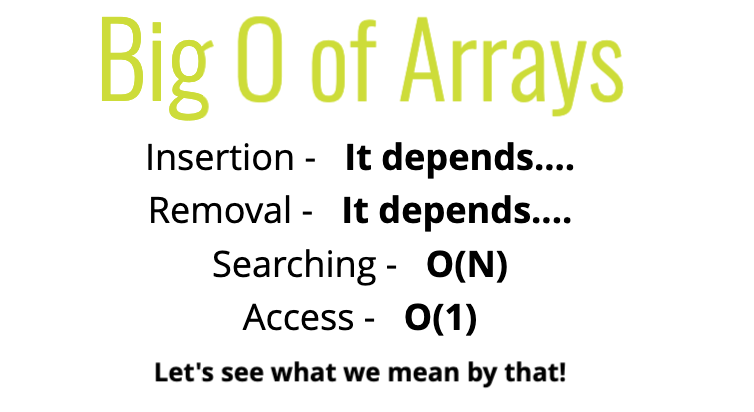 Big O of Arrays
Insertion - It depends....
Removal - It depends....
Searching - O(N)
Access - O(1)
Let's see what we mean by that!